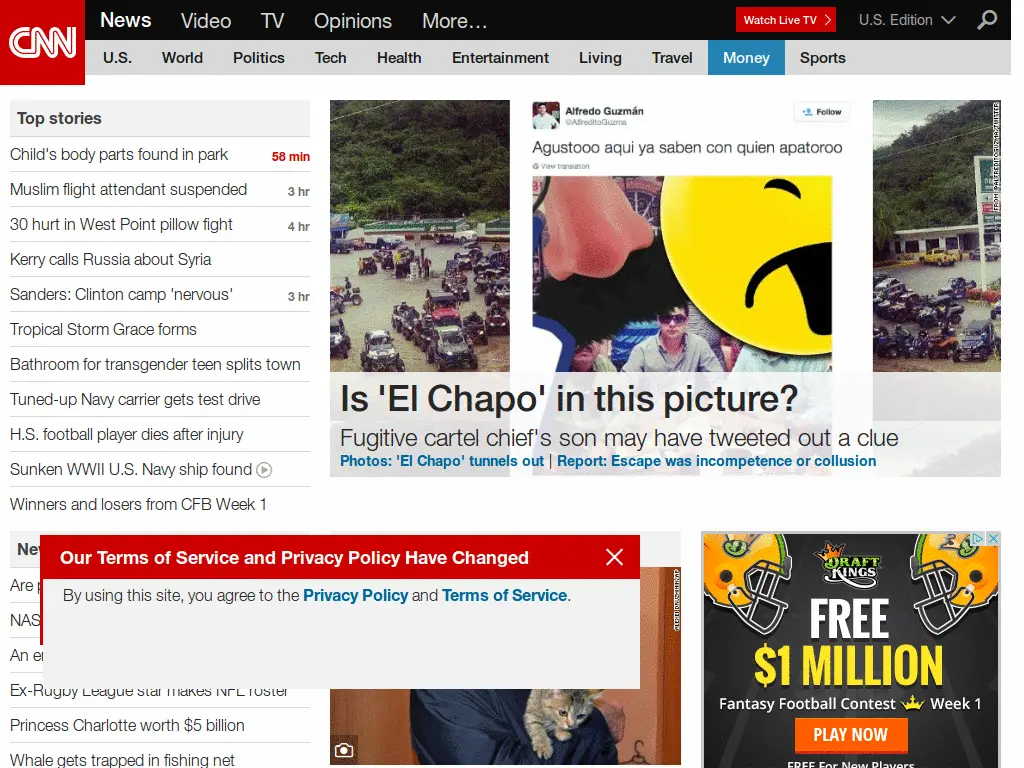 CNN
News Video TV Opinions More...
Watch Live TV
U.S. Edition
U.S. World Politics Tech Health Entertainment Living Travel Money Sports
Top stories
Child's body parts found in park 58 min
Muslim flight attendant suspended 3 hr
30 hurt in West Point pillow fight 4 hr
Kerry calls Russia about Syria
Sanders: Clinton camp 'nervous' 3 hr
Tropical Storm Grace forms
Bathroom for transgender teen splits town
Tuned-up Navy carrier gets test drive
H.S. football player dies after injury
Sunken WWII U.S. Navy ship found
Winners and losers from CFB Week 1
Alfredo Guzmán
@AlfreditoGuzma
Follow
Agustooo aqui ya saben con quien apatoroo
View translation
FROM @ALFREDITOGUZMA/TWITTER
Is 'El Chapo' in this picture?
Fugitive cartel chief's son may have tweeted out a clue
Photos: 'El Chapo' tunnels out | Report: Escape was incompetence or collusion
Our Terms of Service and Privacy Policy Have Changed
By using this site, you agree to the Privacy Policy and Terms of Service.
Are
NAS
An
Ex-Rugby League star makes NFL roster
Princess Charlotte worth $5 billion
Whale gets trapped in fishing net
DRAFT
KINGS
FREE
$1 MILLION
Fantasy Football Contest Week 1
PLAY NOW
FREE For New Players